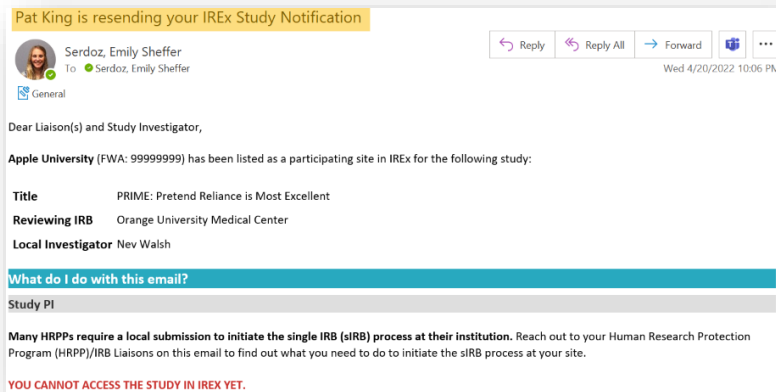 Pat King is resending your IREx Study Notification
Serdoz, Emily Sheffer
To Serdoz, Emily Sheffer
Reply Reply All Forward
Wed 4/20/2022 10:06 PM
General
Dear Liaison(s) and Study Investigator,
Apple University (FWA: 99999999) has been listed as a participating site in IREx for the following study:
Title PRIME: Pretend Reliance is Most Excellent
Reviewing IRB Orange University Medical Center
Local Investigator Nev Walsh
What do I do with this email?
Study PI
Many HRPPs require a local submission to initiate the single IRB (sIRB) process at their institution. Reach out to your Human Research Protection
Program (HRPP)/IRB Liaisons on this email to find out what you need to do to initiate the sIRB process at your site.
YOU CANNOT ACCESS THE STUDY IN IREX YET.